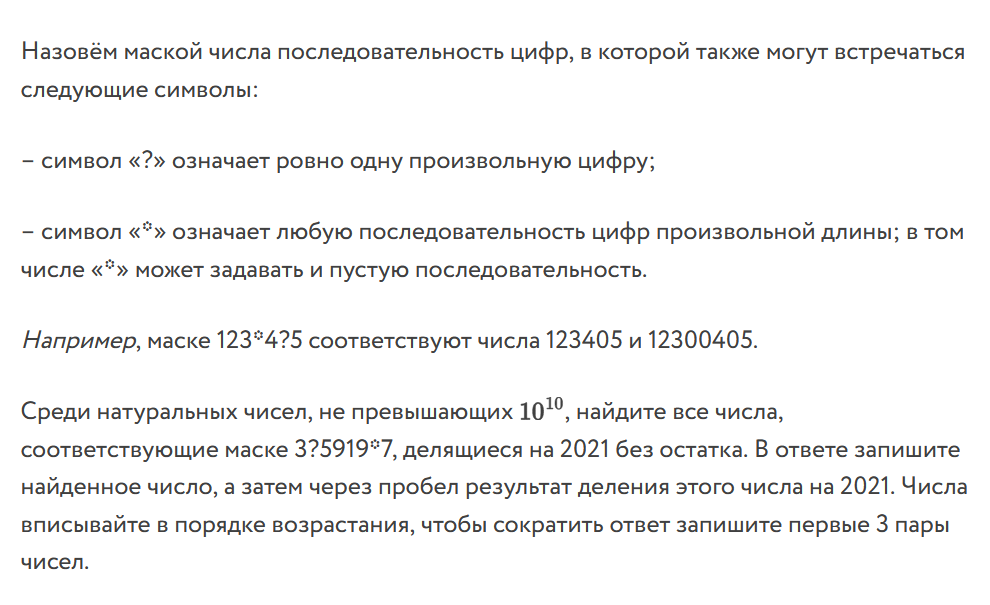 Назовём маской числа последовательность цифр, в которой также могут встречаться
следующие символы:
– символ «?» означает ровно одну произвольную цифру;
– символ «*» означает любую последовательность цифр произвольной длины; в том
числе «*» может задавать и пустую последовательность.
Например, маске 123*4?5 соответствуют числа 123405 и 12300405.
Среди натуральных чисел, не превышающих 10^10, найдите все числа,
соответствующие маске 3?5919*7, делящиеся на 2021 без остатка. В ответе запишите
найденное число, а затем через пробел результат деления этого числа на 2021. Числа
вписывайте в порядке возрастания, чтобы сократить ответ запишите первые 3 пары
чисел.